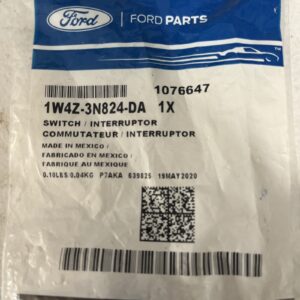 Ford
FORD PARTS
1076647
1W4Z-3N824-DA 1X
SWITCH / INTERRUPTOR
COMMUTATEUR / INTERRUPTOR
MADE IN MEXICO /
FABRICADO EN MEXICO /
FABRIQUE AU MEXIQUE
0.10LBS/0.04KG P7AKA 639825 19MAY2020